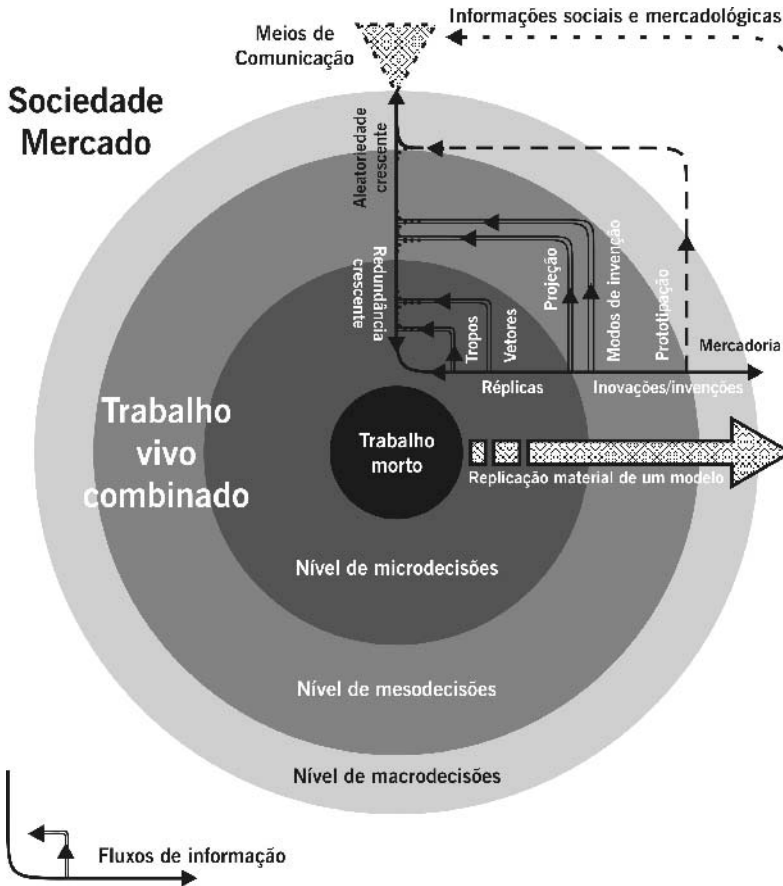 Informações sociais e mercadológicas
Meios de
Comunicação
Sociedade
Mercado
Aleatoriedade
crescente
Redundância
crescente
Tropos
Vetores
Projeção
Modos de invenção
Prototipação
Mercadoria
Réplicas
Inovações/invenções
Trabalho
vivo
combinado
Trabalho
morto
Replicação material de um modelo
Nível de microdecisões
Nível de mesodecisões
Nível de macrodecisões
Fluxos de informação